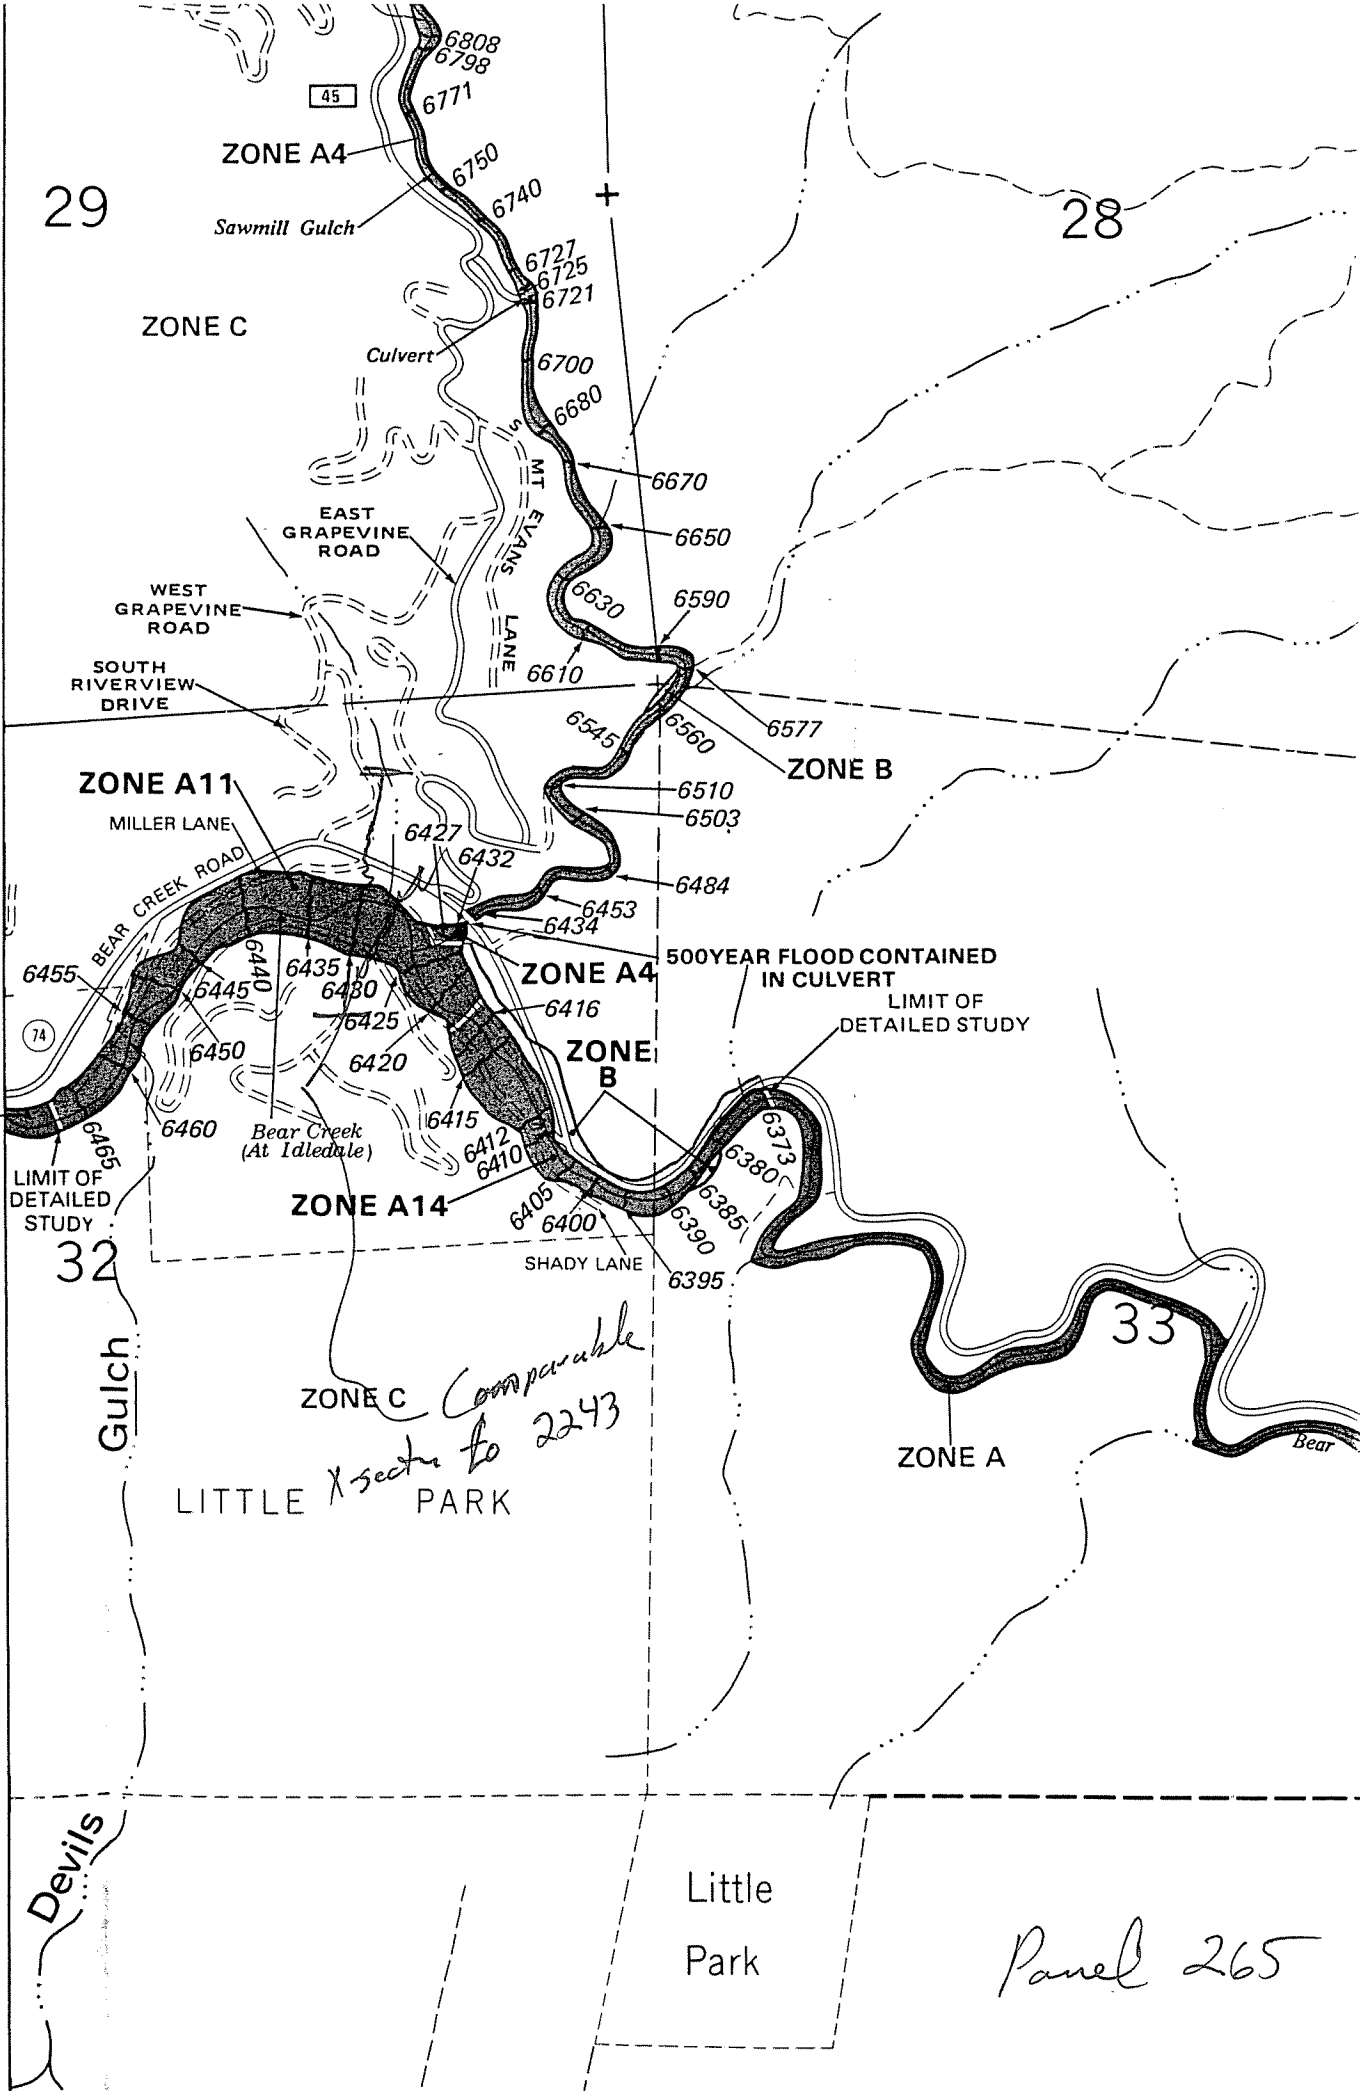 6808
6798
45
6771
ZONE A4
6750
29
6740
28
Sawmill Gulch
6727
6725
6721
ZONE C
Culvert
6700
6680
S MT EVANS LANE
6670
EAST
GRAPEVINE
ROAD
6650
WEST
GRAPEVINE
ROAD
6630
6590
6610
SOUTH
RIVERVIEW
DRIVE
6545
6560
6577
ZONE B
ZONE A11
6510
MILLER LANE
6503
6427
6432
BEAR CREEK ROAD
6484
6453
6434
500YEAR FLOOD CONTAINED
IN CULVERT
ZONE A4
6455
6445
6440
6435
6430
6425
6416
LIMIT OF
DETAILED STUDY
74
6450
6420
ZONE
B
6460
6465
Bear Creek
(At Idledale)
6415
6412
6410
6373
6380
6385
6390
LIMIT OF
DETAILED
STUDY
ZONE A14
6405
6400
SHADY LANE
6395
32
33
ZONE C
Comparable
X-sectn to 2243
Gulch
ZONE A
Bear
LITTLE PARK
Devils
Little
Park
Panel 265